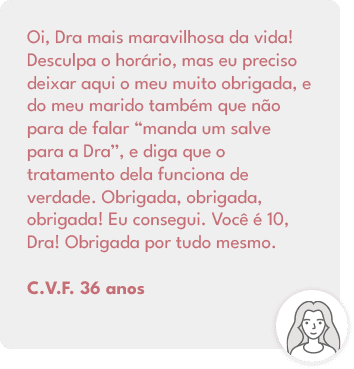 Oi, Dra mais maravilhosa da vida!
Desculpa o horário, mas eu preciso
deixar aqui o meu muito obrigada, e
do meu marido também que não
para de falar “manda um salve
para a Dra”, e diga que o
tratamento dela funciona de
verdade. Obrigada, obrigada,
obrigada! Eu consegui. Você é 10,
Dra! Obrigada por tudo mesmo.
C.V.F. 36 anos